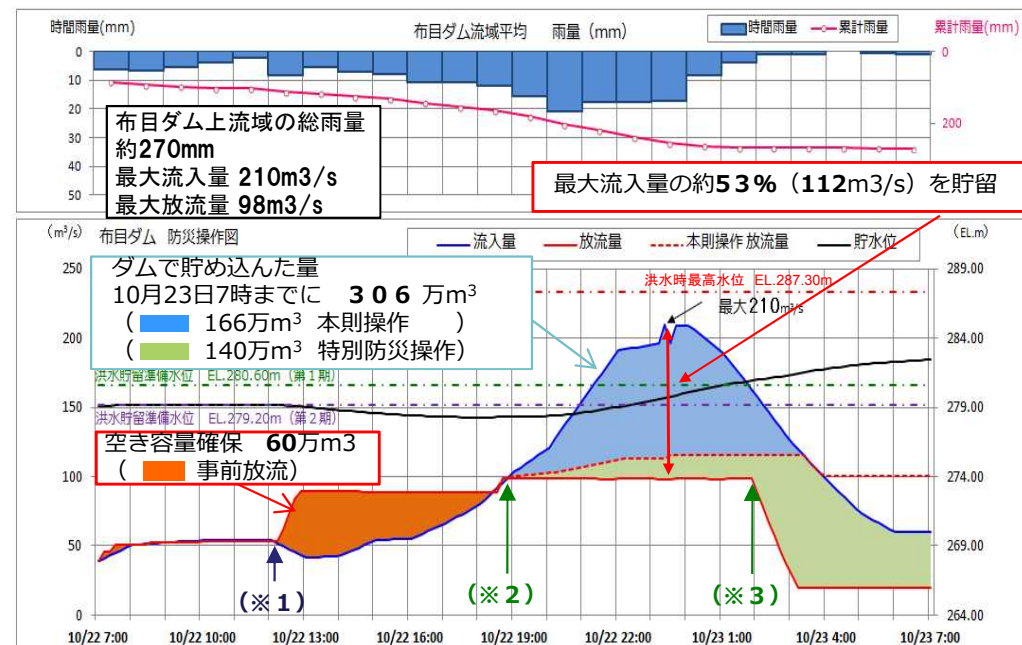 時間雨量(mm)
布目ダム流域平均 雨量（mm）
時間雨量 累計雨量
累計雨量(mm)
0
10
20
30
40
50
0
200
布目ダム上流域の総雨量
約270mm
最大流入量 210m3/s
最大放流量 98m3/s
最大流入量の約53%（112m3/s）を貯留
（m³/s）
布目ダム 防災操作図
流入量 放流量 本則操作 放流量 貯水位
（EL.m）
250
200
150
100
50
0
289.00
284.00
279.00
274.00
269.00
264.00
ダムで貯め込んた量
10月23日7時までに ３０６ 万m³
（ 166万m³ 本則操作 ）
（ 140万m³ 特別防災操作）
洪水時最高水位 EL.287.30m
最大210m³/s
洪水貯留準備水位 EL.280.60m（第１期）
洪水貯留準備水位 EL.279.20m（第２期）
空き容量確保 60万m3
（ 事前放流）
（※１）
（※２）
（※３）
10/22 7:00
10/22 10:00
10/22 13:00
10/22 16:00
10/22 19:00
10/22 22:00
10/23 1:00
10/23 4:00
10/23 7:00